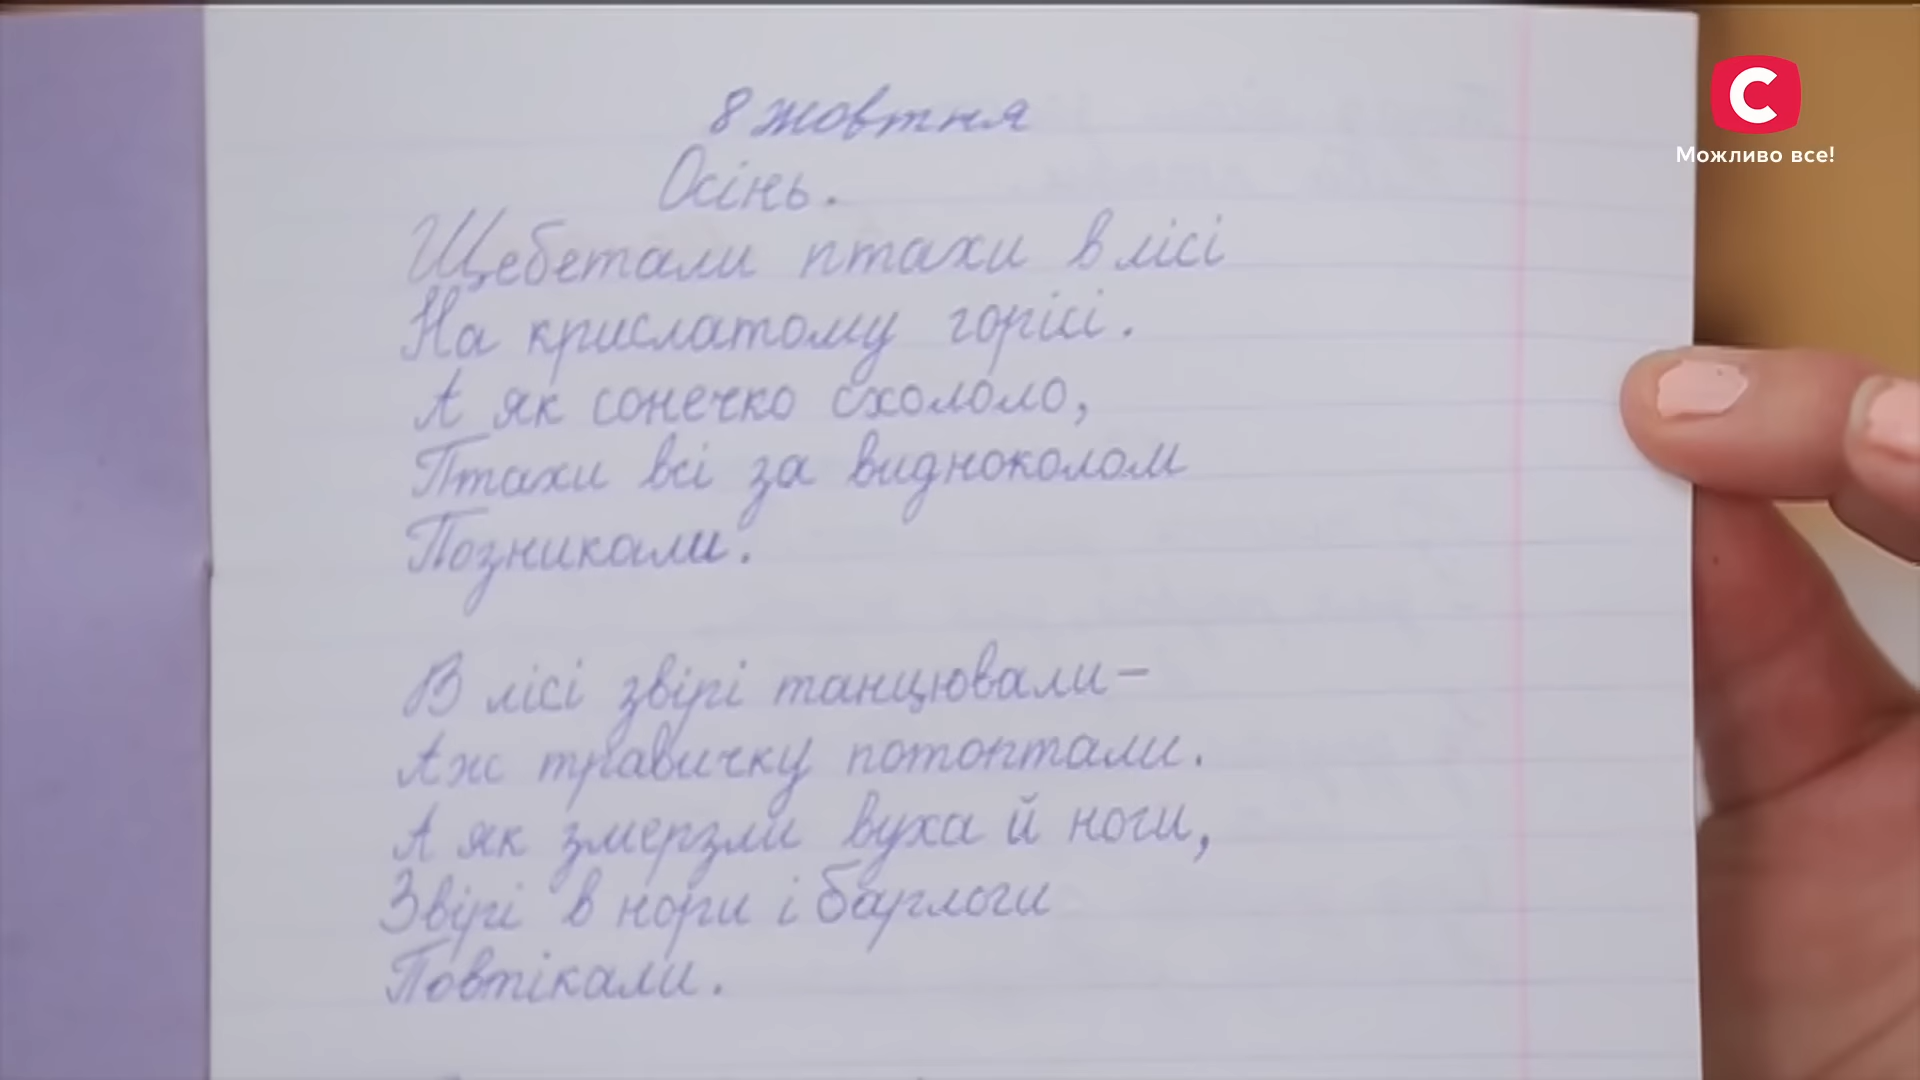 8 жовтня
Осінь.
Щебетали птахи в лісі
На крислатому горісі.
А як сонечко схололо,
Птахи всі за видноколом
Позникали.
В лісі звірі танцювали-
Аж травичку потоптали.
А як змерзли вуха й ноги,
Звірі в нори і барлоги
Повтікали.
С
Можливо все!